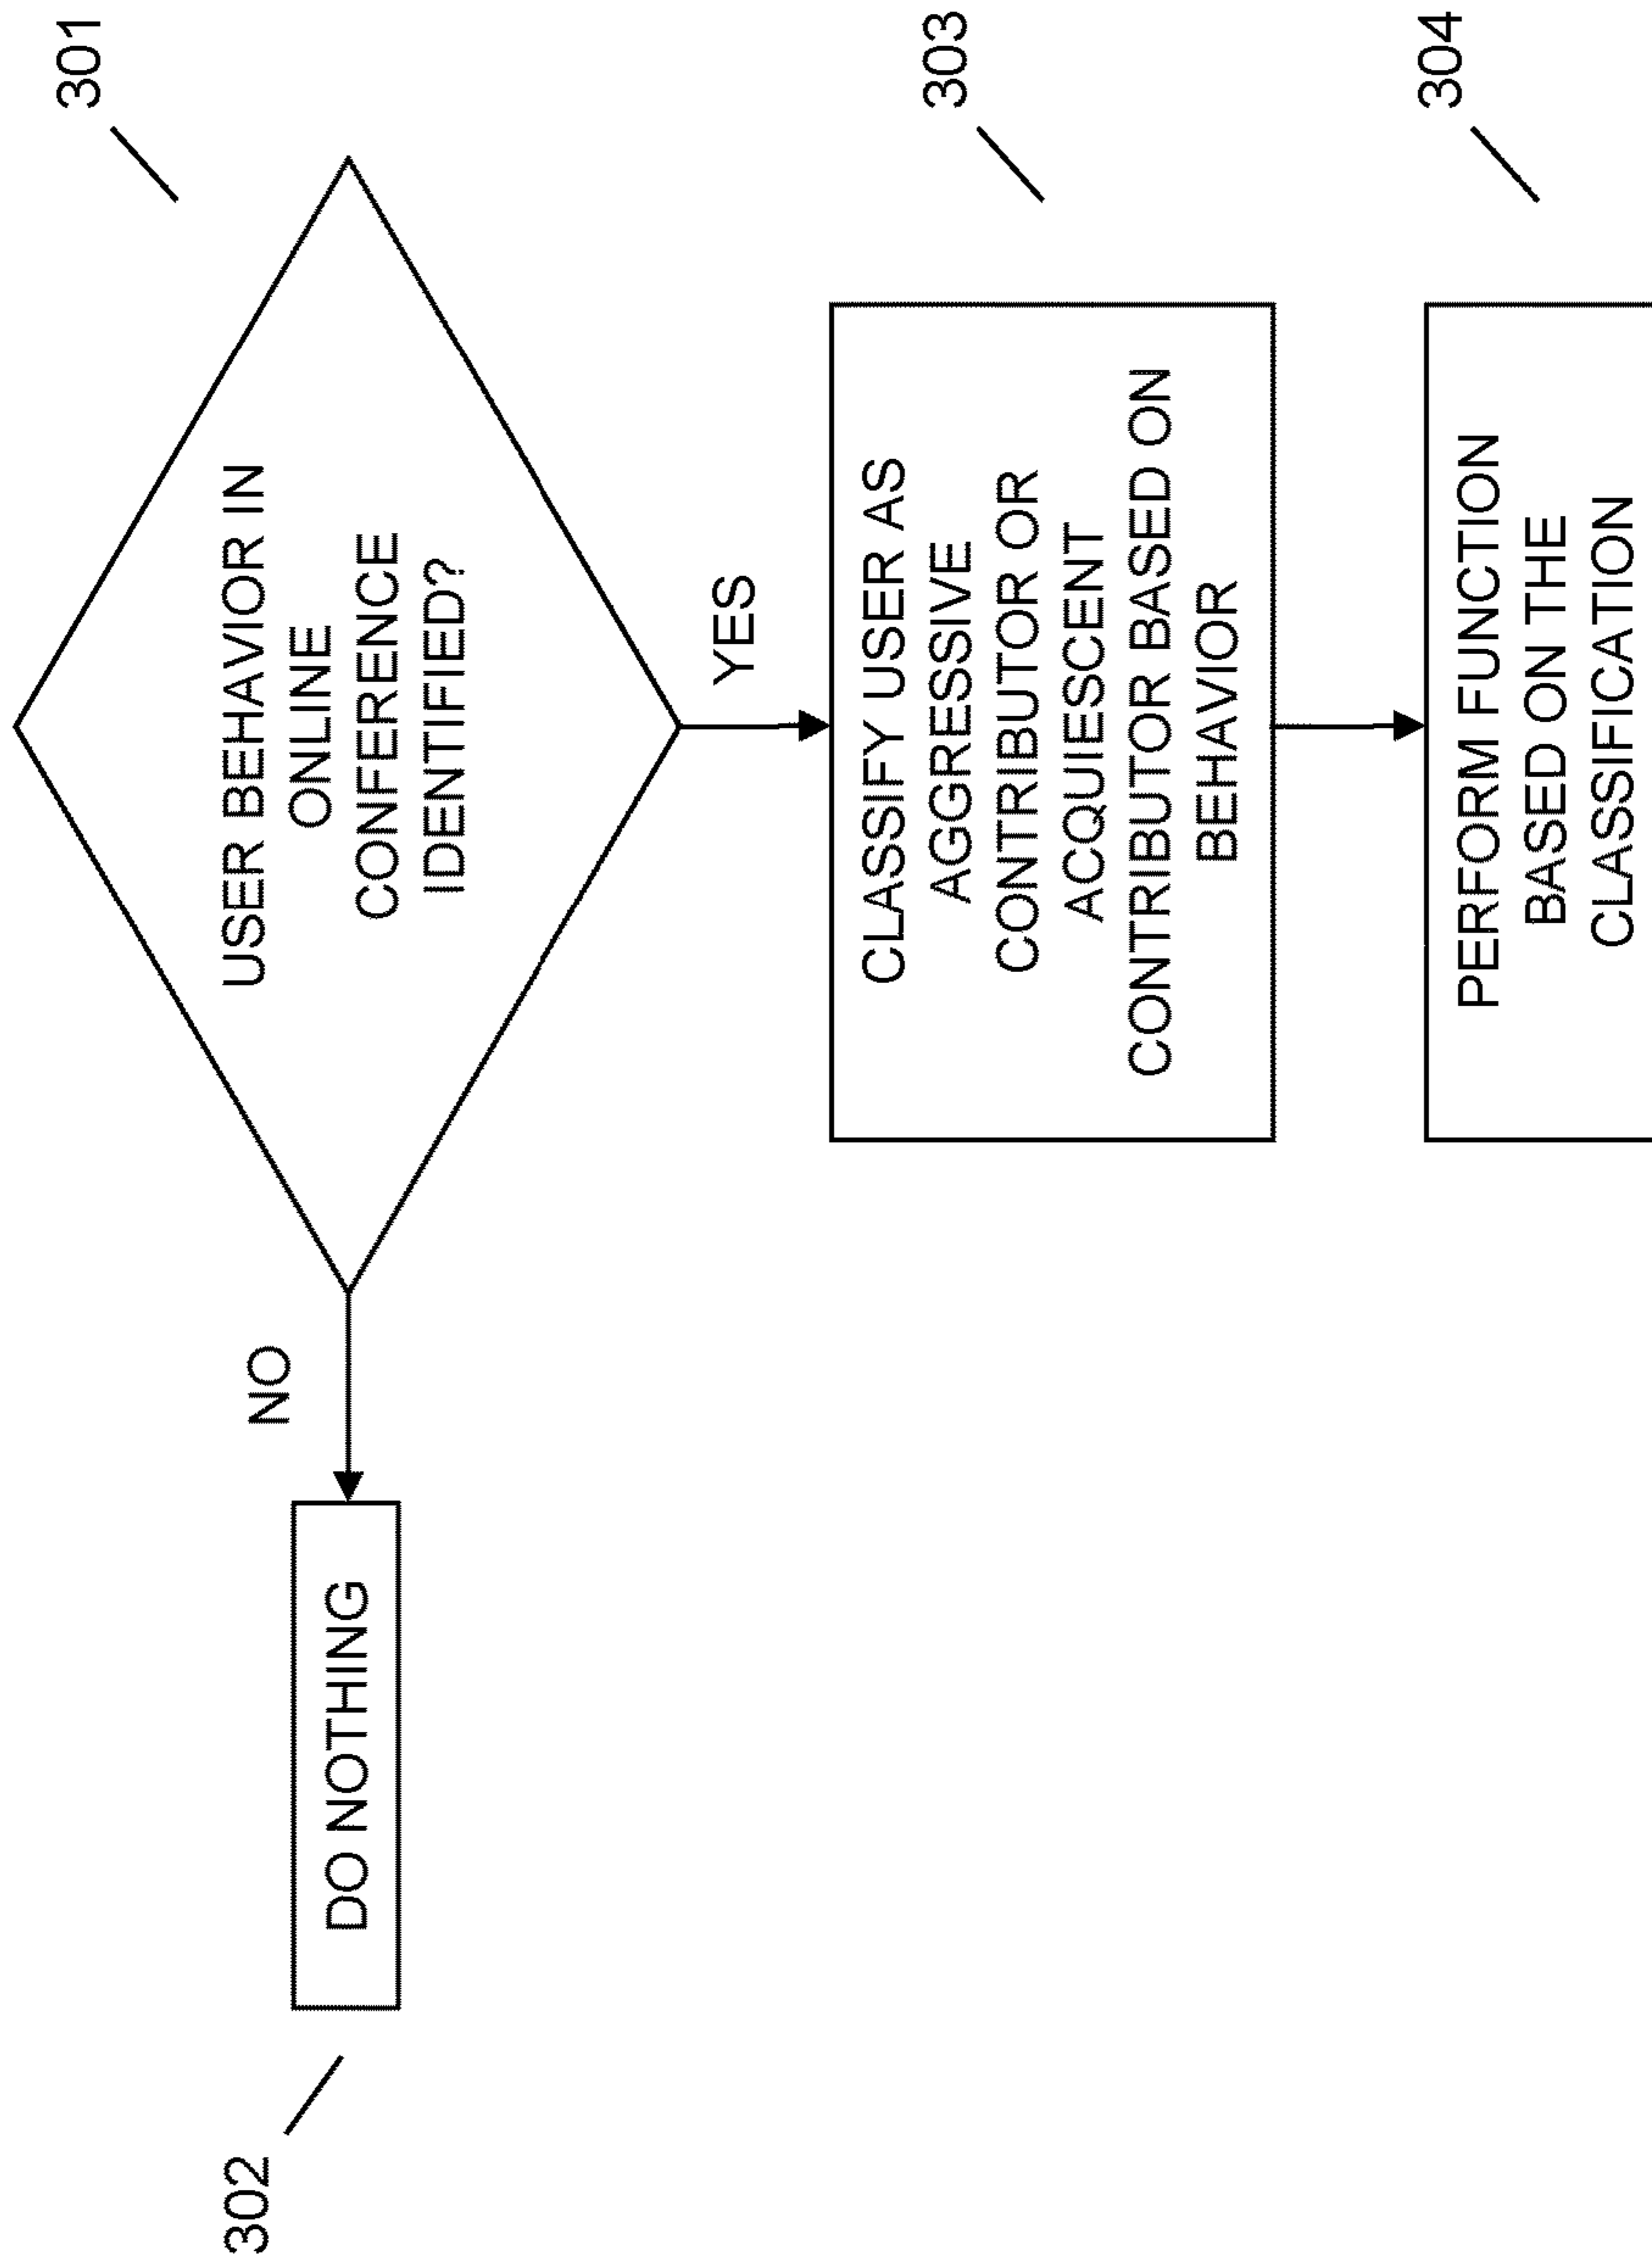 301
USER BEHAVIOR IN
ONLINE
CONFERENCE
IDENTIFIED?
NO
DO NOTHING
302
YES
303
CLASSIFY USER AS
AGGRESSIVE
CONTRIBUTOR OR
ACQUIESCENT
CONTRIBUTOR BASED ON
BEHAVIOR
304
PERFORM FUNCTION
BASED ON THE
CLASSIFICATION